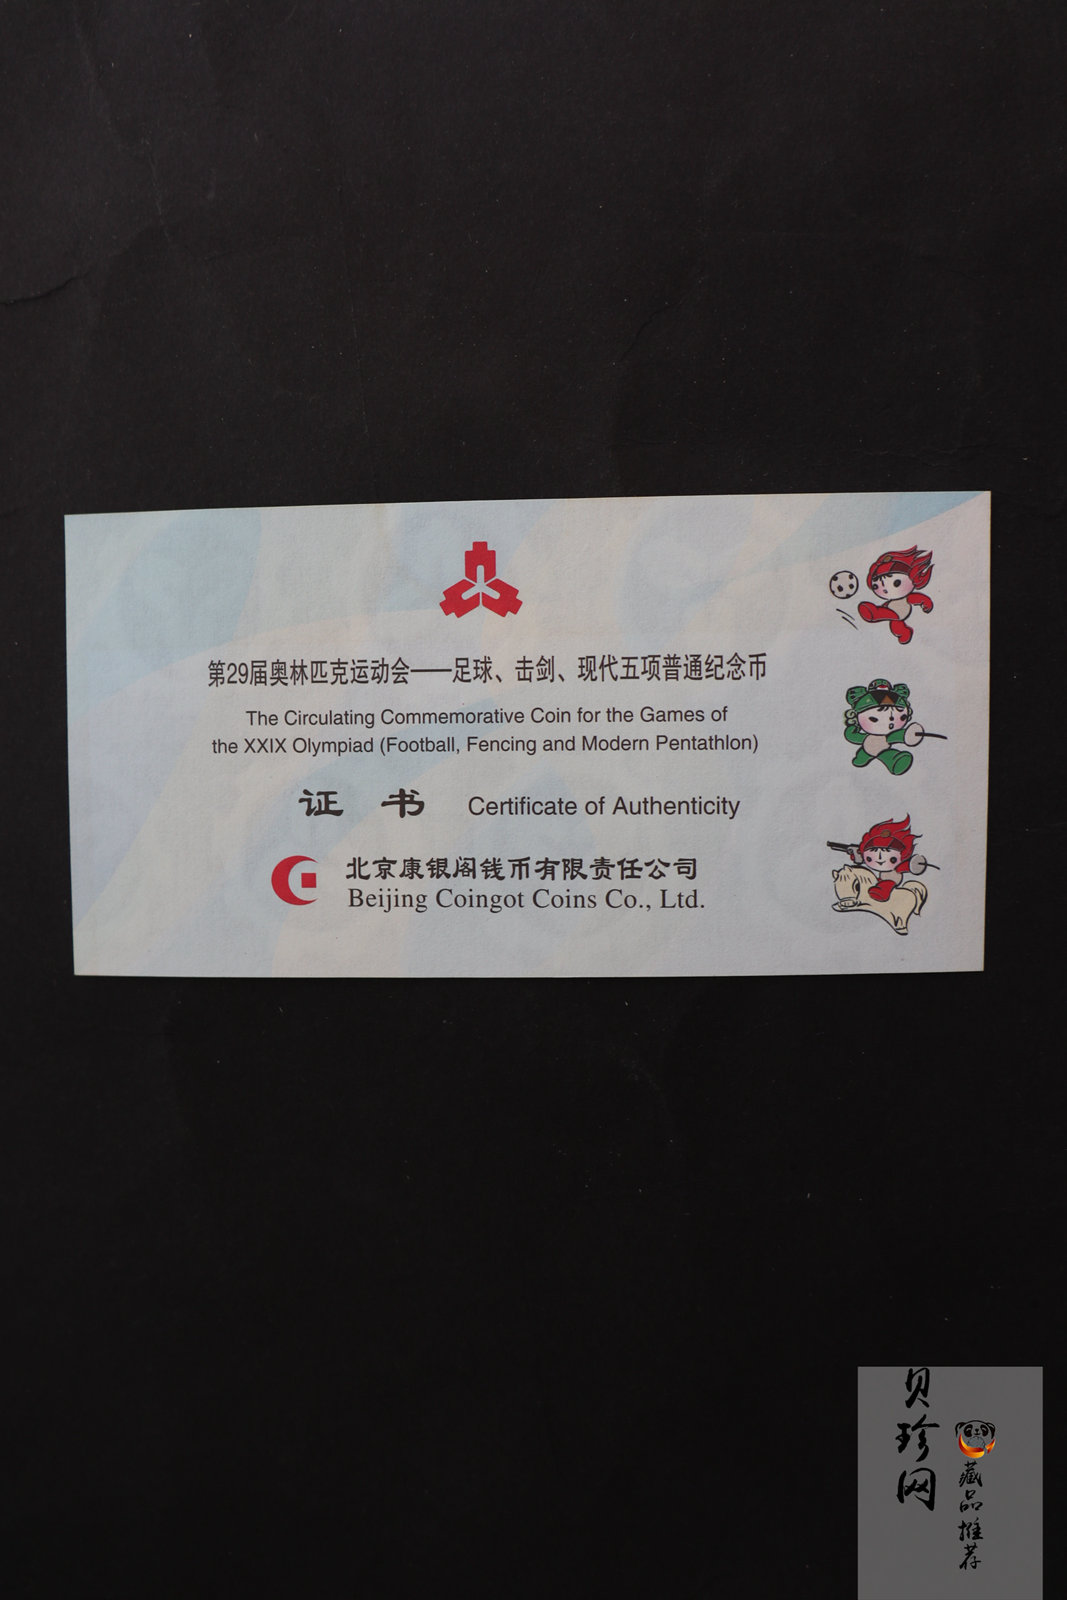 第29届奥林匹克运动会——足球、击剑、现代五项普通纪念币
The Circulating Commemorative Coin for the Games of
the XXIX Olympiad (Football, Fencing and Modern Pentathlon)
证 书 Certificate of Authenticity
北京康银阁钱币有限责任公司
Beijing Coingot Coins Co., Ltd.
贝珍网
藏品推荐